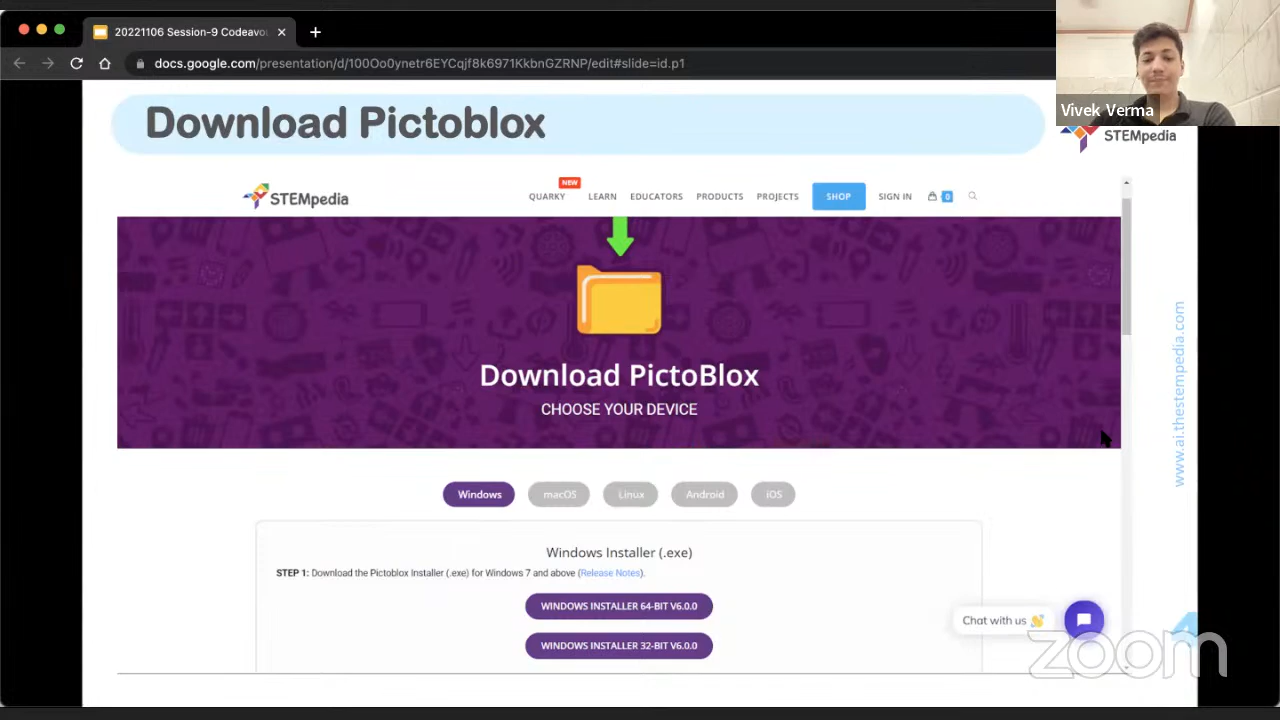 20221106 Session-9 Codeavou
docs.google.com/presentation/d/100Oo0ynetr6EYCqjf8k6971KkbnGZRNP/edit#slide=id.p1
Vivek Verma
Download Pictoblox
STEMpedia
STEMpedia
NEW
QUARKY LEARN EDUCATORS PRODUCTS PROJECTS SHOP SIGN IN 0
Download PictoBlox
CHOOSE YOUR DEVICE
www.ai.thestempedia.com
Windows macOS Linux Android iOS
Windows Installer (.exe)
STEP 1: Download the Pictoblox Installer (.exe) for Windows 7 and above (Release Notes).
WINDOWS INSTALLER 64-BIT V6.0.0
Chat with us 👋
WINDOWS INSTALLER 32-BIT V6.0.0
zoom